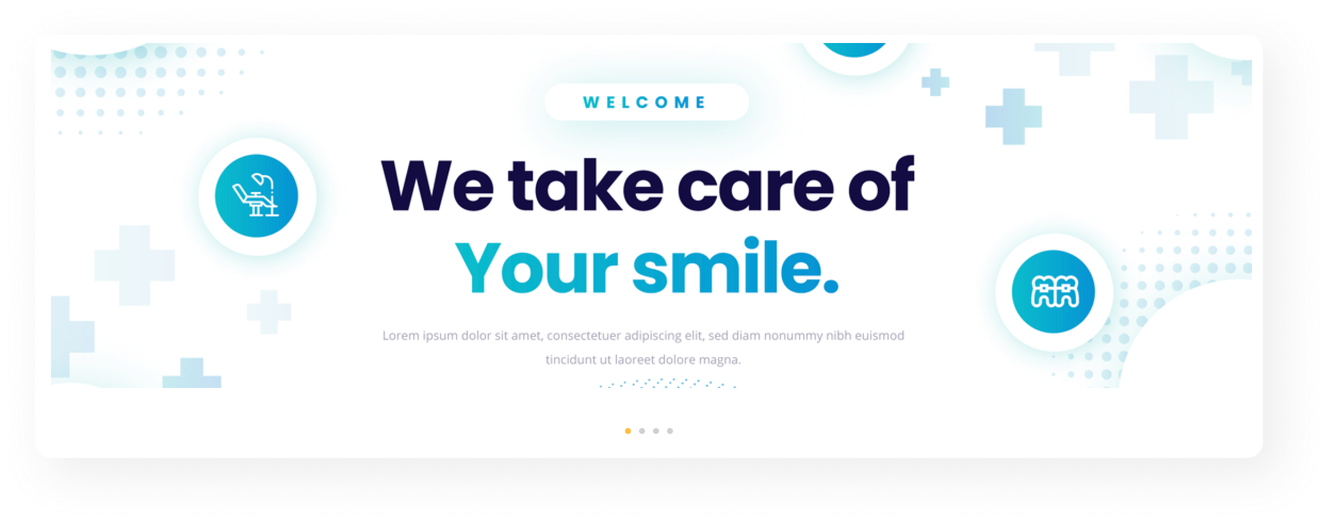 WELCOME
We take care of
Your smile.
Lorem ipsum dolor sit amet, consectetuer adipiscing elit, sed diam nonummy nibh euismod
tincidunt ut laoreet dolore magna.